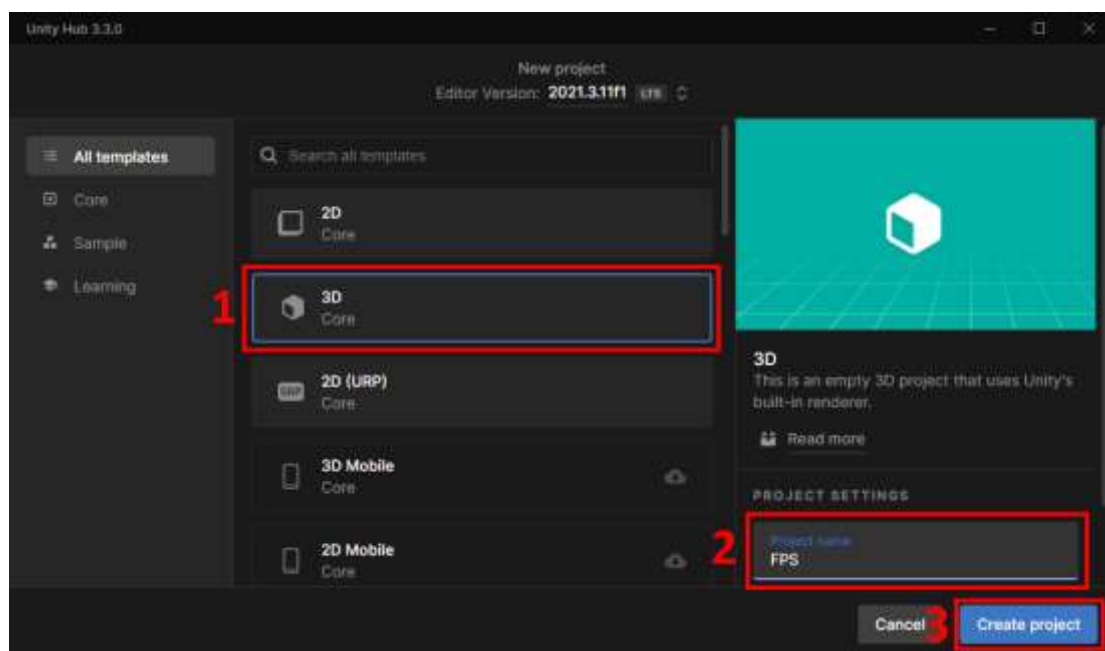 Unity Hub 3.3.0
New project
Editor Version: 2021.3.11f1 LTS
All templates
Core
Sample
Learning
Search all templates
2D
Core
1
3D
Core
2D (URP)
Core
3D Mobile
Core
2D Mobile
Core
3D
This is an empty 3D project that uses Unity's
built-in renderer.
Read more
PROJECT SETTINGS
2
Project name
FPS
Cancel
3
Create project